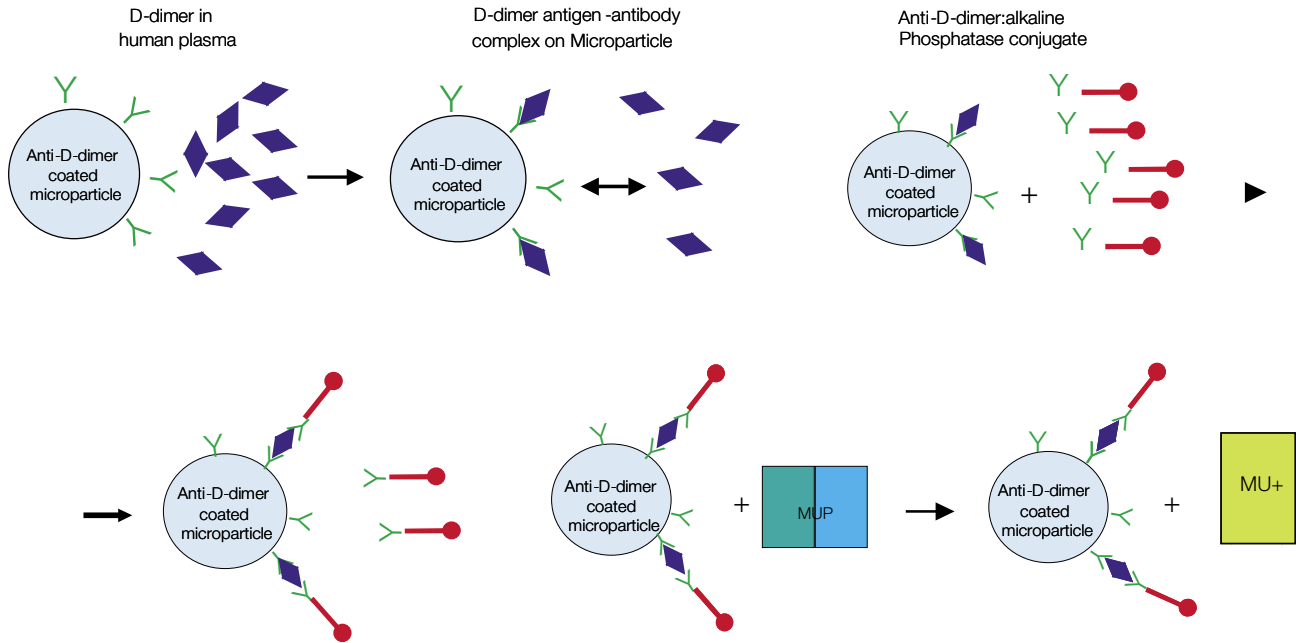 D-dimer in
human plasma
D-dimer antigen -antibody
complex on Microparticle
Anti-D-dimer:alkaline
Phosphatase conjugate
Anti-D-dimer
coated
microparticle
Anti-D-dimer
coated
microparticle
Anti-D-dimer
coated
microparticle
+
Anti-D-dimer
coated
microparticle
Anti-D-dimer
coated
microparticle
+
MUP
Anti-D-dimer
coated
microparticle
+
MU+